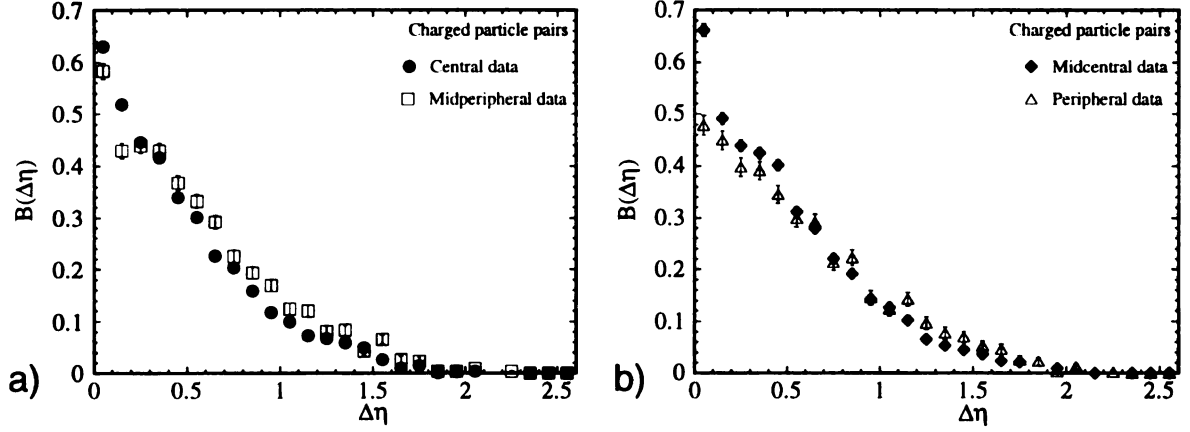 0.7
0.6
0.5
0.4
0.3
0.2
0.1
0
B(Δη)
Charged particle pairs
Central data
Midperipheral data
0 0.5 1 1.5 2 2.5
Δη
a)
0.7
0.6
0.5
0.4
0.3
0.2
0.1
0
B(Δη)
Charged particle pairs
Midcentral data
Peripheral data
0 0.5 1 1.5 2 2.5
Δη
b)